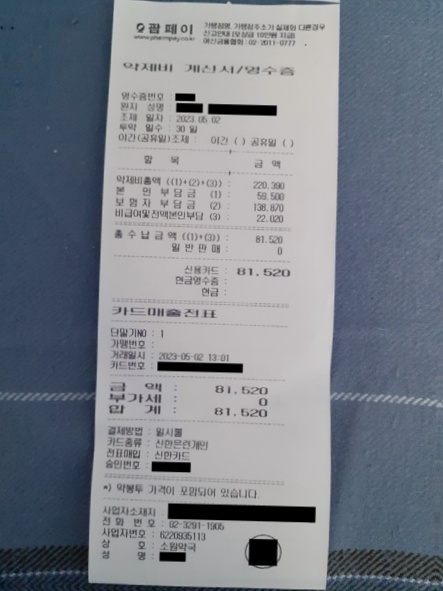 팜페이 가맹점명, 가맹점주소가 실제와 다른경우
www.pharmpay.co.kr 신고안내 (포상금 10만원 지급)
여신금융협회 : 02-2011-0777
약제비 계산서/영수증
영수증번호 :
환자 성명 :
조제 일자 : 2023.05.02
투약 일수 : 30 일
야간(공휴일)조제 : 야간 ( ) 공휴일 ( )
항 목 금 액
약제비총액 ((1)+(2)+(3)) : 220,390
본 인 부 담 금 (1) : 59,500
보 험 자 부 담 금 (2) : 138,870
비급여및전액본인부담 (3) : 22,020
총 수 납 금 액 ((1)+(3)) : 81,520
일 반 판 매 : 0
신용카드 : 81,520
현금영수증 :
현금 :
카드매출전표
단말기NO : 1
가맹번호 :
거래일시 : 2023-05-02 13:01
카드번호 :
금 액 : 81,520
부가세 : 0
합 계 : 81,520
결제방법 : 일시불
카드종류 : 신한은련개인
전표매입 : 신한카드
승인번호 :
*) 약봉투 가격이 포함되어 있습니다.
사업자소재지 :
전 화 번 호 : 02-3291-1905
사업자번호 : 6220935113
상 호 : 소원약국
성 명 :